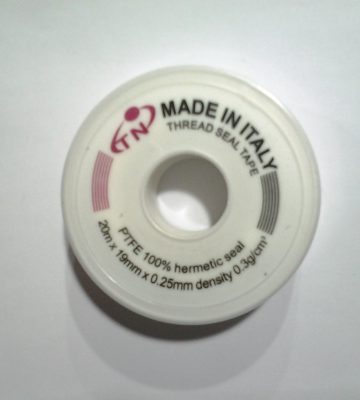 TN
MADE IN ITALY
THREAD SEAL TAPE
PTFE 100% hermetic seal
20m x 19mm x 0.25mm density 0.3g/cm³